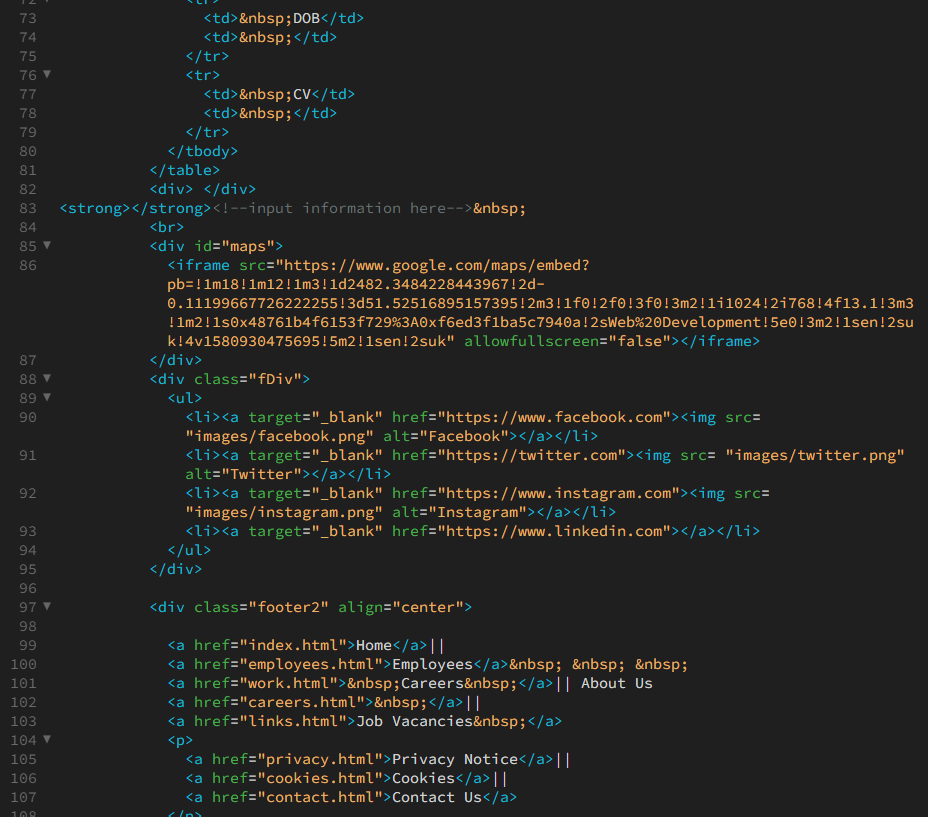 72 ▼ <tr>
73 <td>&nbsp;DOB</td>
74 <td>&nbsp;</td>
75 </tr>
76 ▼ <tr>
77 <td>&nbsp;CV</td>
78 <td>&nbsp;</td>
79 </tr>
80 </tbody>
81 </table>
82 <div> </div>
83 <strong></strong><!--input information here-->&nbsp;
84 <br>
85 ▼ <div id="maps">
86 <iframe src="https://www.google.com/maps/embed?
pb=!1m18!1m12!1m3!1d2482.3484228443967!2d-
0.11199667726222255!3d51.52516895157395!2m3!1f0!2f0!3f0!3m2!1i1024!2i768!4f13.1!3m3
!1m2!1s0x48761b4f6153f729%3A0xf6ed3f1ba5c7940a!2sWeb%20Development!5e0!3m2!1sen!2su
k!4v1580930475695!5m2!1sen!2suk" allowfullscreen="false"></iframe>
87 </div>
88 ▼ <div class="fDiv">
89 ▼ <ul>
90 <li><a target="_blank" href="https://www.facebook.com"><img src=
"images/facebook.png" alt="Facebook"></a></li>
91 <li><a target="_blank" href="https://twitter.com"><img src= "images/twitter.png"
alt="Twitter"></a></li>
92 <li><a target="_blank" href="https://www.instagram.com"><img src=
"images/instagram.png" alt="Instagram"></a></li>
93 <li><a target="_blank" href="https://www.linkedin.com"></a></li>
94 </ul>
95 </div>
96
97 ▼ <div class="footer2" align="center">
98
99 <a href="index.html">Home</a>||
100 <a href="employees.html">Employees</a>&nbsp; &nbsp; &nbsp;
101 <a href="work.html">&nbsp;Careers&nbsp;</a>|| About Us
102 <a href="careers.html">&nbsp;</a>||
103 <a href="links.html">Job Vacancies&nbsp;</a>
104 ▼ <p>
105 <a href="privacy.html">Privacy Notice</a>||
106 <a href="cookies.html">Cookies</a>||
107 <a href="contact.html">Contact Us</a>
108 </p>